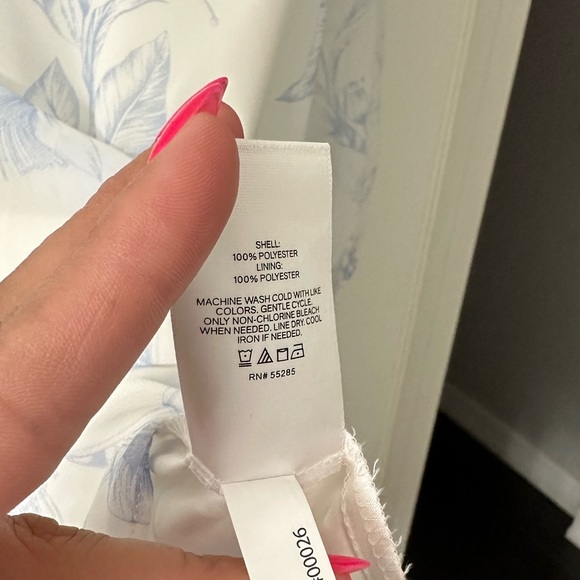 SHELL:
100% POLYESTER
LINING:
100% POLYESTER
MACHINE WASH COLD WITH LIKE
COLORS. GENTLE CYCLE.
ONLY NON-CHLORINE BLEACH
WHEN NEEDED. LINE DRY. COOL
IRON IF NEEDED.
RN# 55285
00026